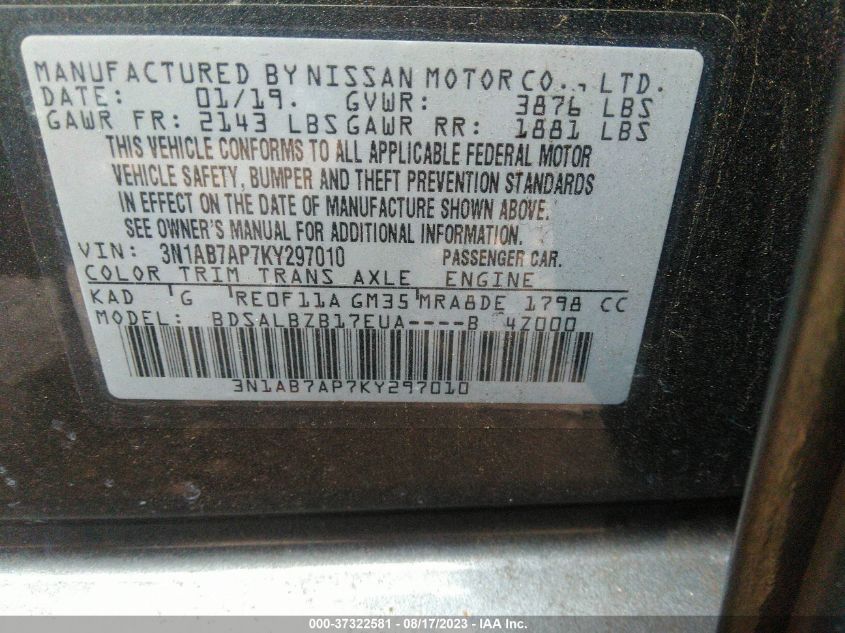 MANUFACTURED BY NISSAN MOTOR CO., LTD.
DATE: 01/19. GVWR: 3876 LBS
GAWR FR: 2143 LBS GAWR RR: 1881 LBS
THIS VEHICLE CONFORMS TO ALL APPLICABLE FEDERAL MOTOR
VEHICLE SAFETY, BUMPER AND THEFT PREVENTION STANDARDS
IN EFFECT ON THE DATE OF MANUFACTURE SHOWN ABOVE.
SEE OWNER'S MANUAL FOR ADDITIONAL INFORMATION.
VIN: 3N1AB7AP7KY297010 PASSENGER CAR.
COLOR TRIM TRANS AXLE ENGINE
KAD G RE0F11A GM35 MRA8DE 1798 CC
MODEL: BDSALBZB17EUA----B 4Z000
3N1AB7AP7KY297010
000-37322581 - 08/17/2023 - IAA Inc.